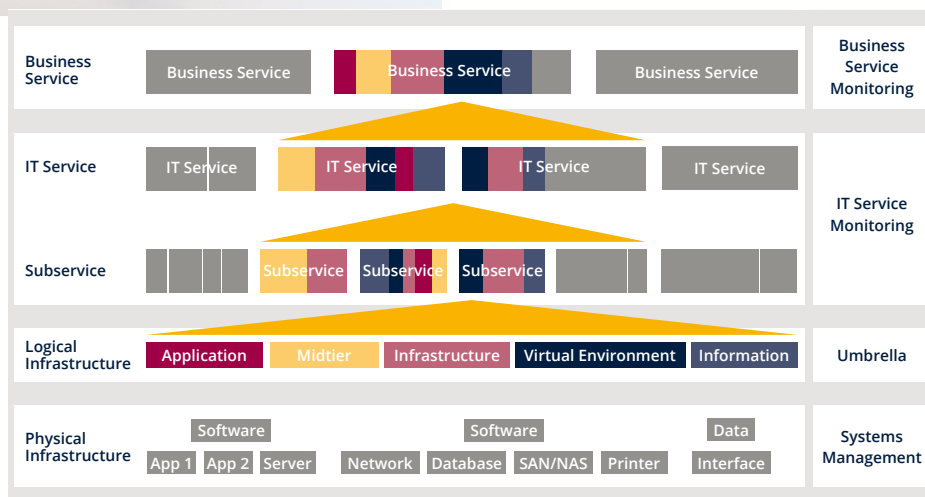 Business
Service
Business Service
Business Service
Business Service
Business
Service
Monitoring
IT Service
IT Service
IT Service
IT Service
IT Service
IT Service
Monitoring
Subservice
Subservice
Subservice
Subservice
Logical
Infrastructure
Application
Midtier
Infrastructure
Virtual Environment
Information
Umbrella
Physical
Infrastructure
Software
Software
Data
App 1
App 2
Server
Network
Database
SAN/NAS
Printer
Interface
Systems
Management